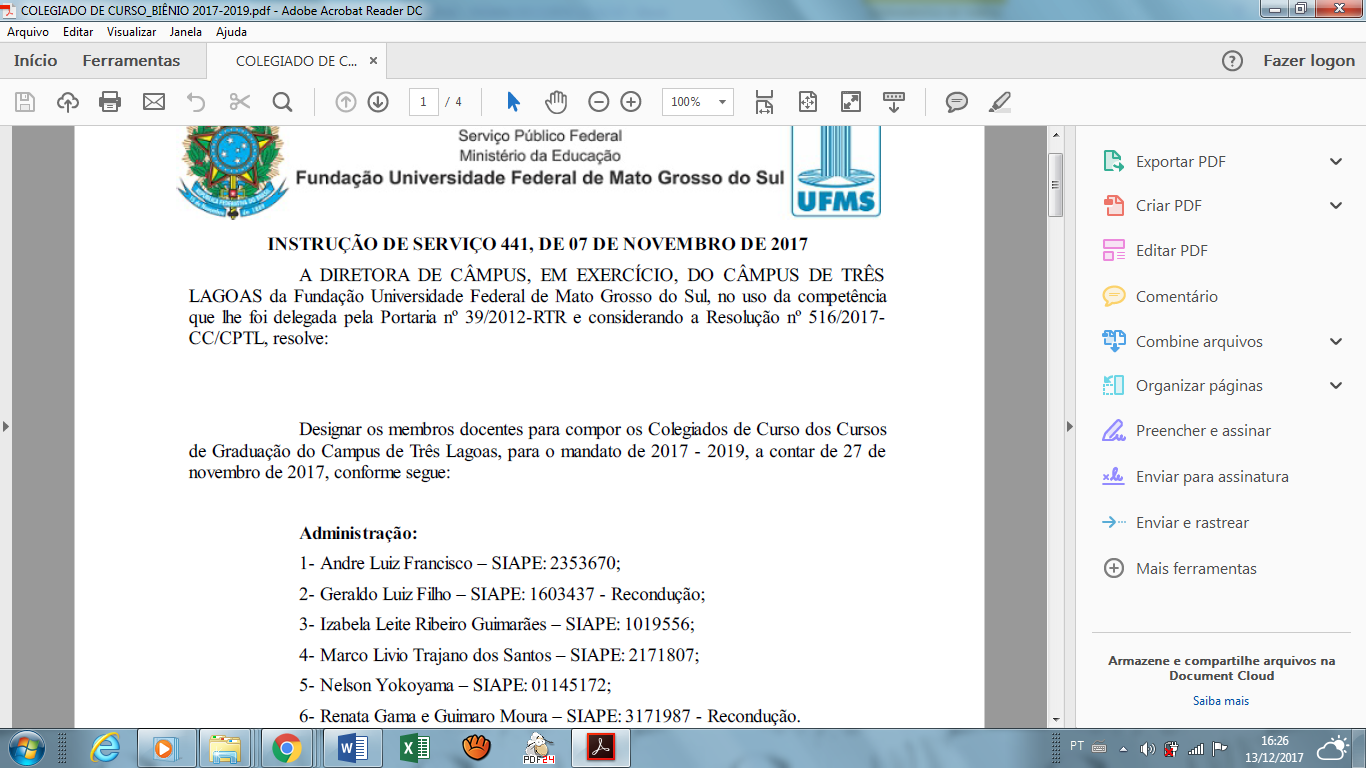 COLEGIADO DE CURSO_BIÊNIO 2017-2019.pdf - Adobe Acrobat Reader DC
Arquivo Editar Visualizar Janela Ajuda
Início Ferramentas COLEGIADO DE C... × Fazer logon
1 / 4 100%
Serviço Público Federal
Ministério da Educação
Fundação Universidade Federal de Mato Grosso do Sul
UFMS
INSTRUÇÃO DE SERVIÇO 441, DE 07 DE NOVEMBRO DE 2017
A DIRETORA DE CÂMPUS, EM EXERCÍCIO, DO CÂMPUS DE TRÊS
LAGOAS da Fundação Universidade Federal de Mato Grosso do Sul, no uso da competência
que lhe foi delegada pela Portaria nº 39/2012-RTR e considerando a Resolução nº 516/2017-
CC/CPTL, resolve:
Designar os membros docentes para compor os Colegiados de Curso dos Cursos
de Graduação do Campus de Três Lagoas, para o mandato de 2017 - 2019, a contar de 27 de
novembro de 2017, conforme segue:
Administração:
1- Andre Luiz Francisco – SIAPE: 2353670;
2- Geraldo Luiz Filho – SIAPE: 1603437 - Recondução;
3- Izabela Leite Ribeiro Guimarães – SIAPE: 1019556;
4- Marco Livio Trajano dos Santos – SIAPE: 2171807;
5- Nelson Yokoyama – SIAPE: 01145172;
6- Renata Gama e Guimaro Moura – SIAPE: 3171987 - Recondução.
Exportar PDF
Criar PDF
Editar PDF
Comentário
Combine arquivos
Organizar páginas
Preencher e assinar
Enviar para assinatura
Enviar e rastrear
Mais ferramentas
Armazene e compartilhe arquivos na
Document Cloud
Saiba mais
PDF24
PT
16:26
13/12/2017